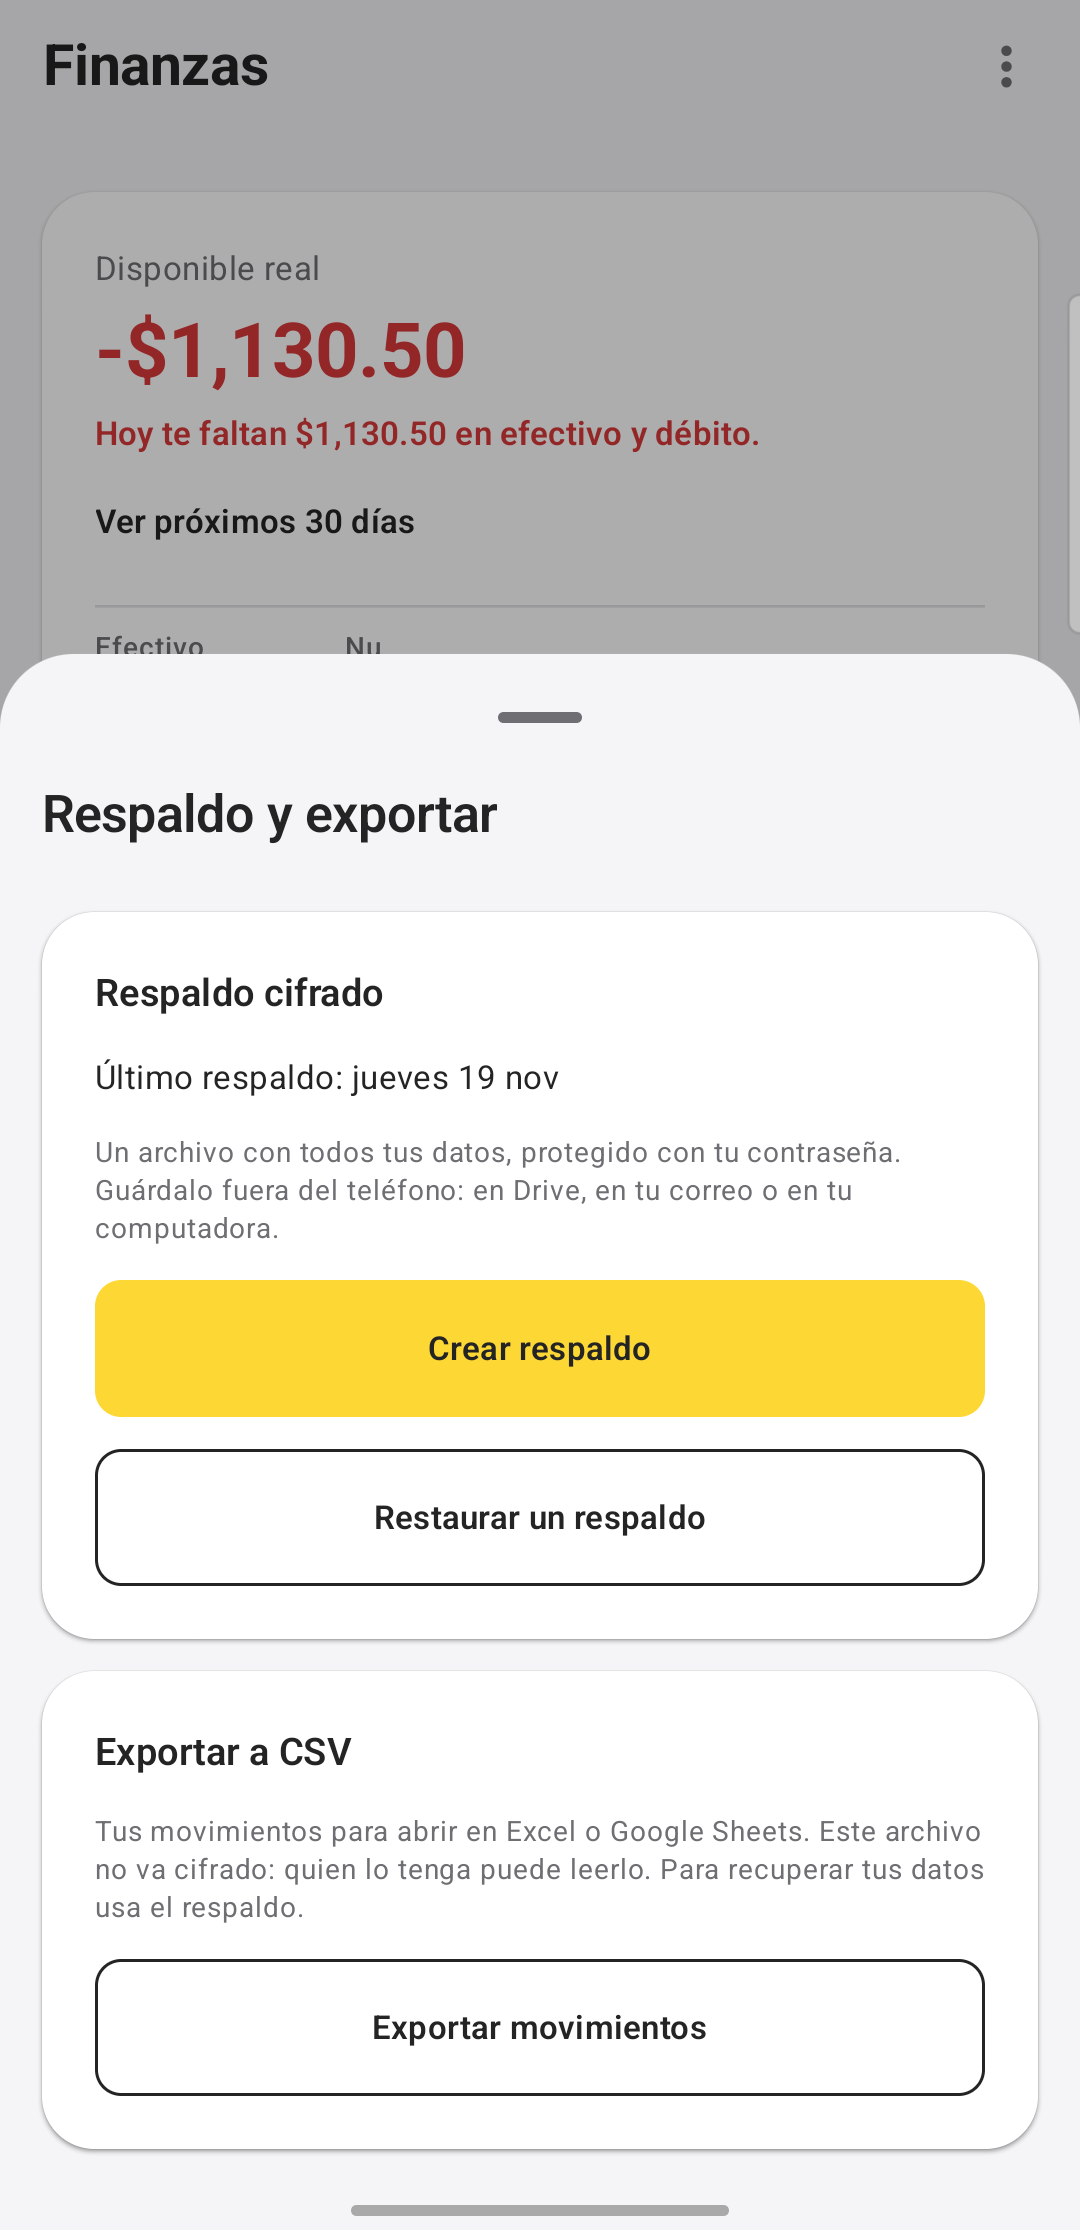 Finanzas
Disponible real
-$1,130.50
Hoy te faltan $1,130.50 en efectivo y débito.
Ver próximos 30 días
Efectivo Nu
Respaldo y exportar
Respaldo cifrado
Último respaldo: jueves 19 nov
Un archivo con todos tus datos, protegido con tu contraseña.
Guárdalo fuera del teléfono: en Drive, en tu correo o en tu
computadora.
Crear respaldo
Restaurar un respaldo
Exportar a CSV
Tus movimientos para abrir en Excel o Google Sheets. Este archivo
no va cifrado: quien lo tenga puede leerlo. Para recuperar tus datos
usa el respaldo.
Exportar movimientos